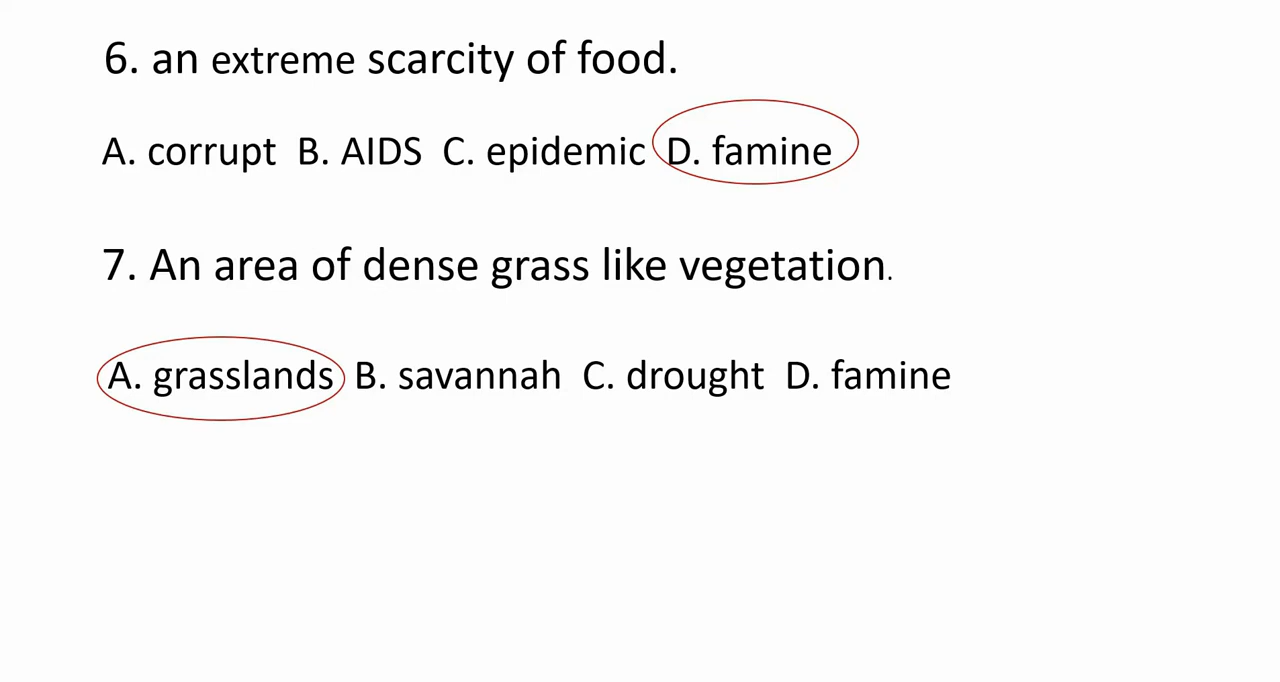 6. an extreme scarcity of food.
A. corrupt B. AIDS C. epidemic D. famine
7. An area of dense grass like vegetation.
A. grasslands B. savannah C. drought D. famine